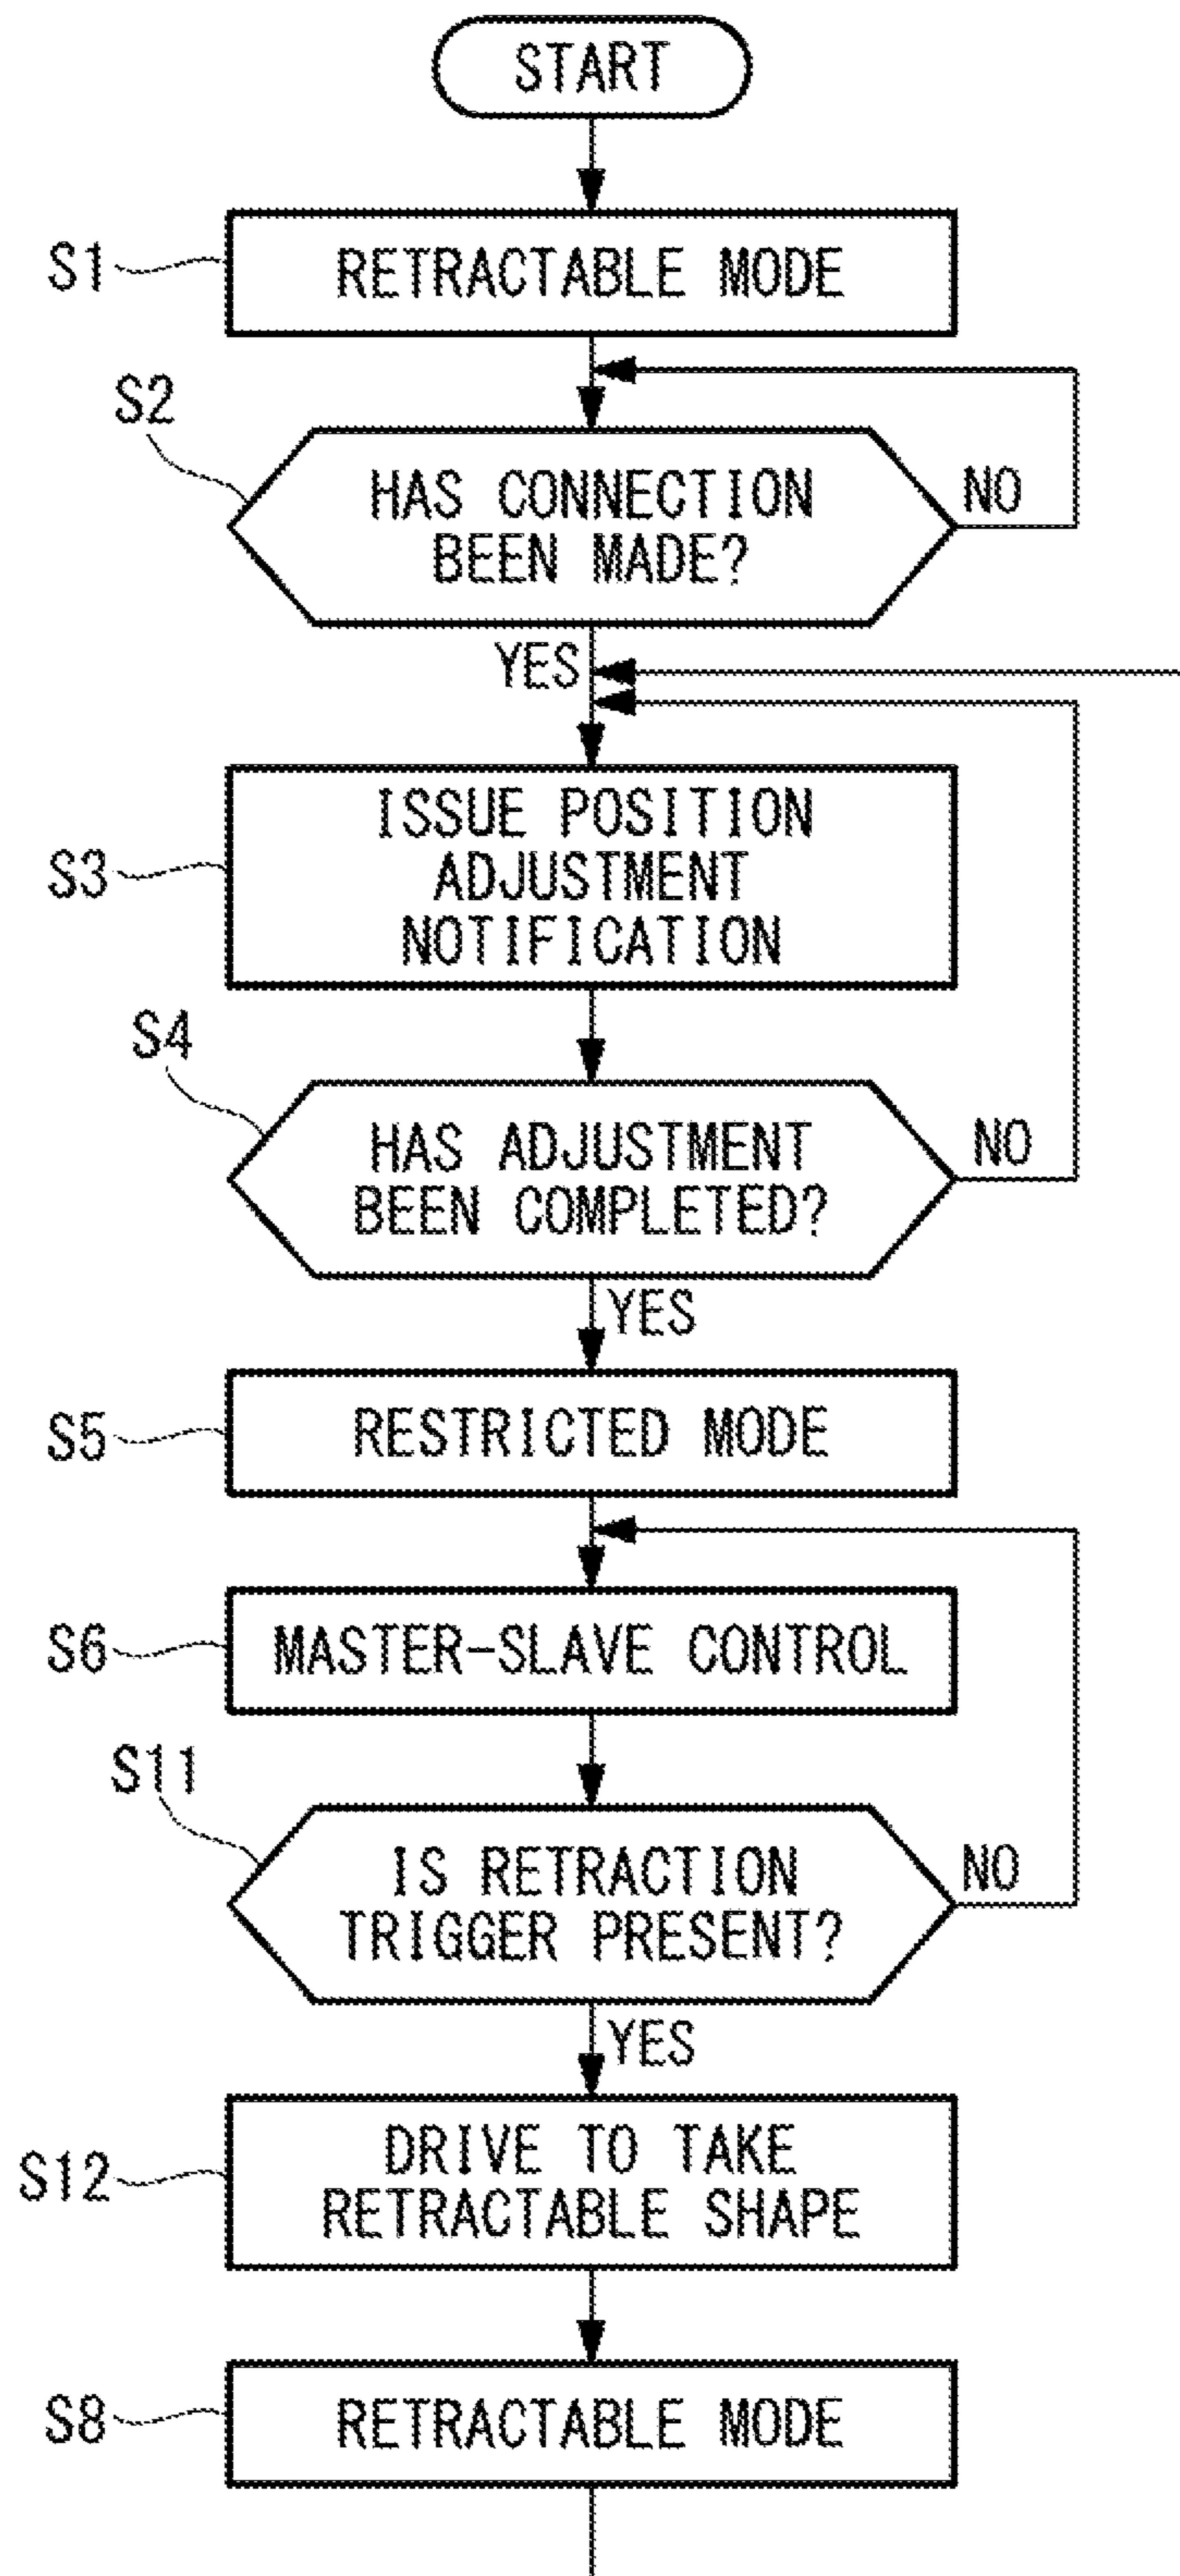 START
S1
RETRACTABLE MODE
S2
HAS CONNECTION
BEEN MADE?
NO
YES
S3
ISSUE POSITION
ADJUSTMENT
NOTIFICATION
S4
HAS ADJUSTMENT
BEEN COMPLETED?
NO
YES
S5
RESTRICTED MODE
S6
MASTER-SLAVE CONTROL
S11
IS RETRACTION
TRIGGER PRESENT?
NO
YES
S12
DRIVE TO TAKE
RETRACTABLE SHAPE
S8
RETRACTABLE MODE